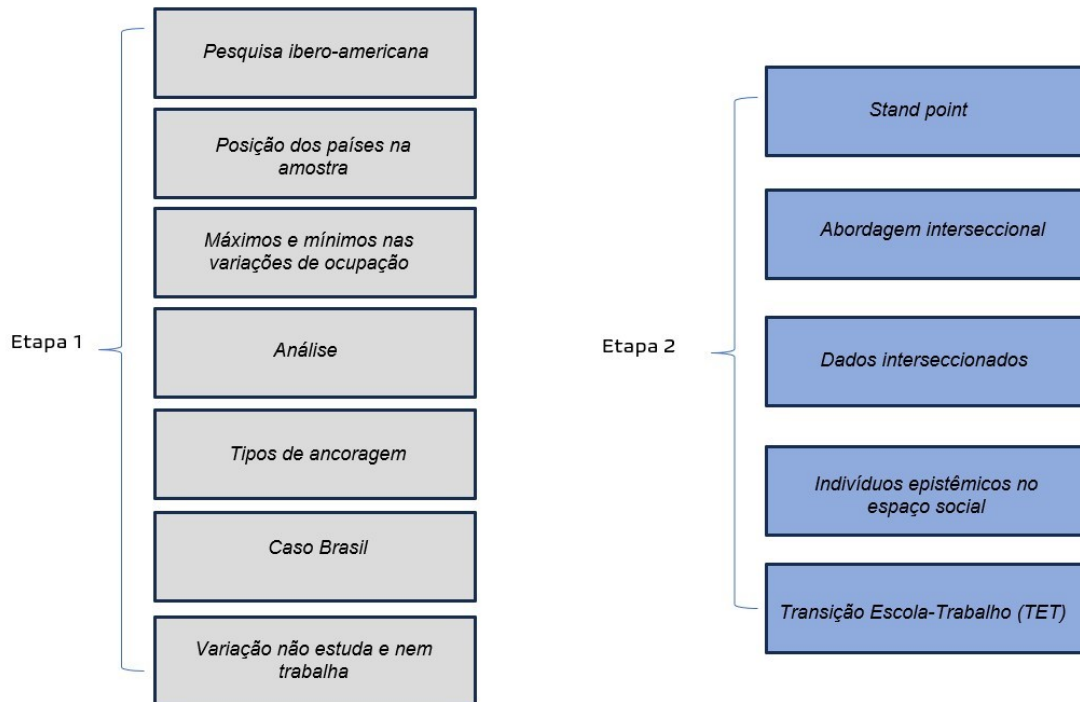 Etapa 1
Pesquisa ibero-americana
Posição dos países na
amostra
Máximos e mínimos nas
variações de ocupação
Análise
Tipos de ancoragem
Caso Brasil
Variação não estuda e nem
trabalha
Etapa 2
Stand point
Abordagem interseccional
Dados interseccionados
Indivíduos epistêmicos no
espaço social
Transição Escola-Trabalho (TET)